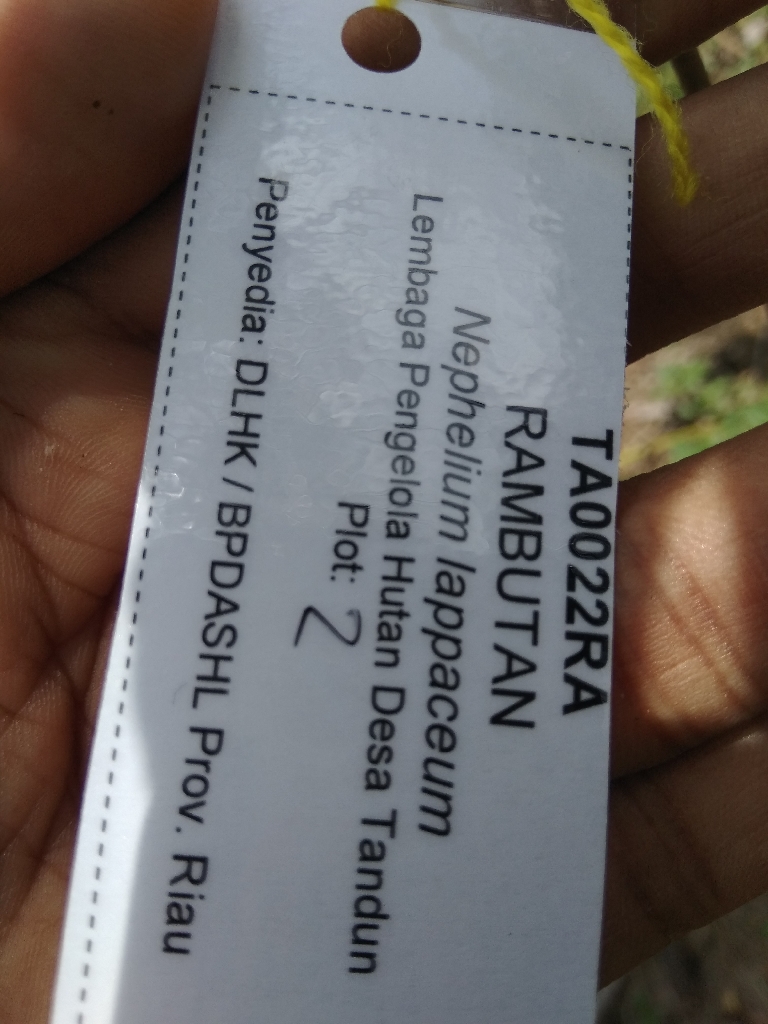 TA0022RA
RAMBUTAN
Nephelium lappaceum
Lembaga Pengelola Hutan Desa Tandun
Plot: 2
Penyedia: DLHK / BPDASHL Prov. Riau